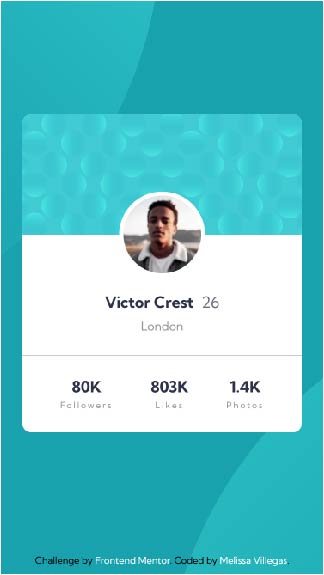 Victor Crest 26
London
80K 803K 1.4K
Followers Likes Photos
Challenge by Frontend Mentor Coded by Melissa Villegas.